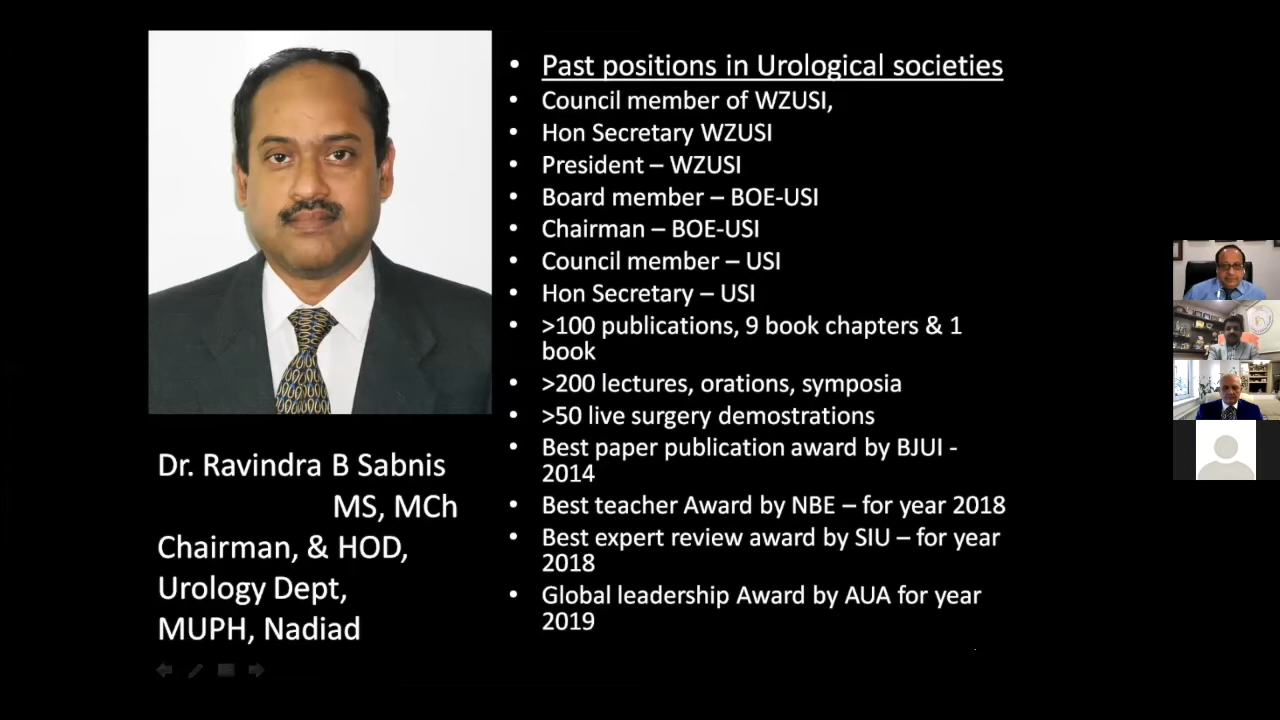 Past positions in Urological societies
Council member of WZUSI,
Hon Secretary WZUSI
President – WZUSI
Board member – BOE-USI
Chairman – BOE-USI
Council member – USI
Hon Secretary – USI
>100 publications, 9 book chapters & 1
book
>200 lectures, orations, symposia
>50 live surgery demostrations
Best paper publication award by BJUI -
2014
Best teacher Award by NBE – for year 2018
Best expert review award by SIU – for year
2018
Global leadership Award by AUA for year
2019
Dr. Ravindra B Sabnis
MS, MCh
Chairman, & HOD,
Urology Dept,
MUPH, Nadiad